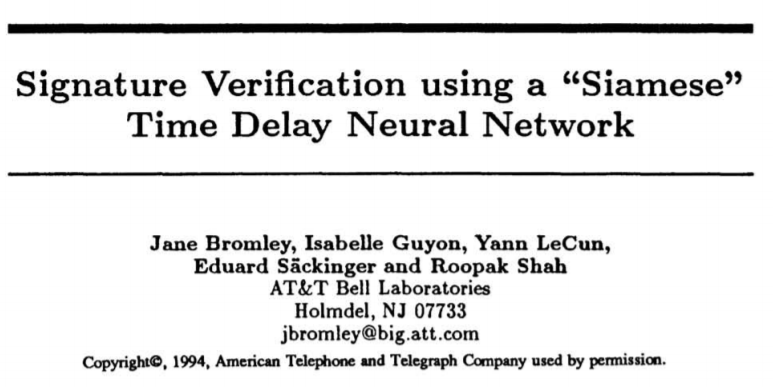 Signature Verification using a “Siamese”
Time Delay Neural Network
Jane Bromley, Isabelle Guyon, Yann LeCun,
Eduard Säckinger and Roopak Shah
AT&T Bell Laboratories
Holmdel, NJ 07733
jbromley@big.att.com
Copyright©, 1994, American Telephone and Telegraph Company used by permission.